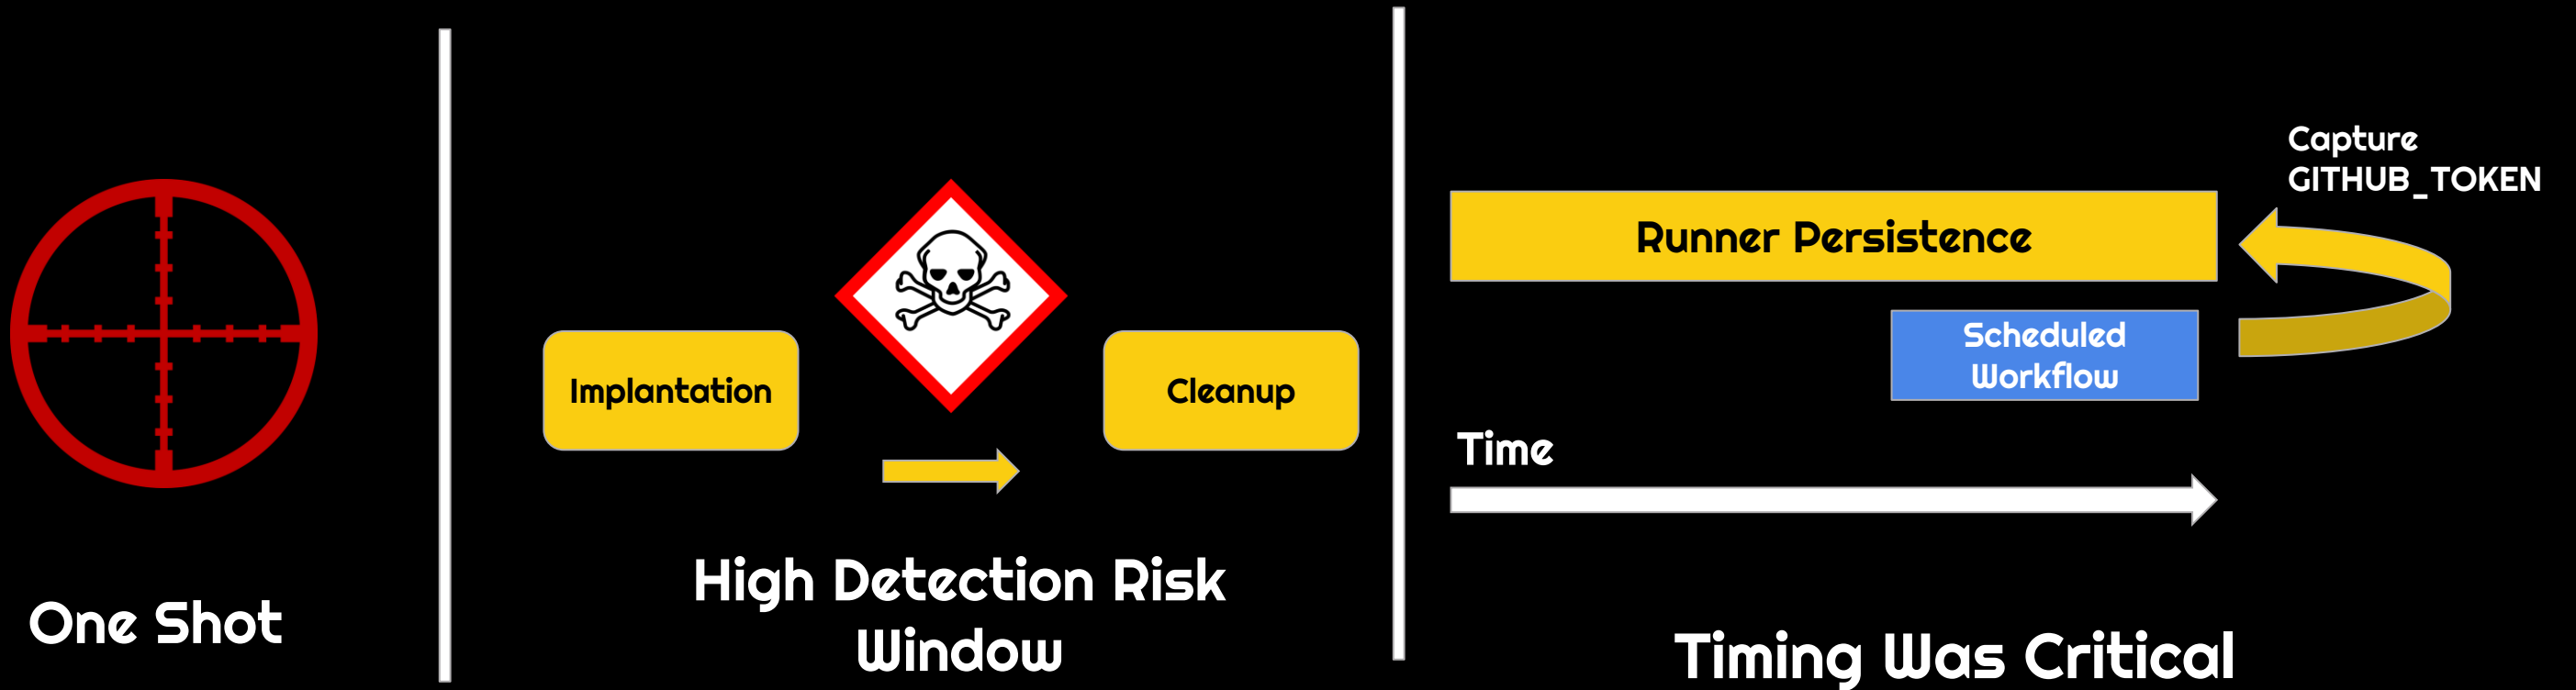 One Shot
Implantation
Cleanup
High Detection Risk
Window
Capture
GITHUB_TOKEN
Runner Persistence
Scheduled
Workflow
Time
Timing Was Critical